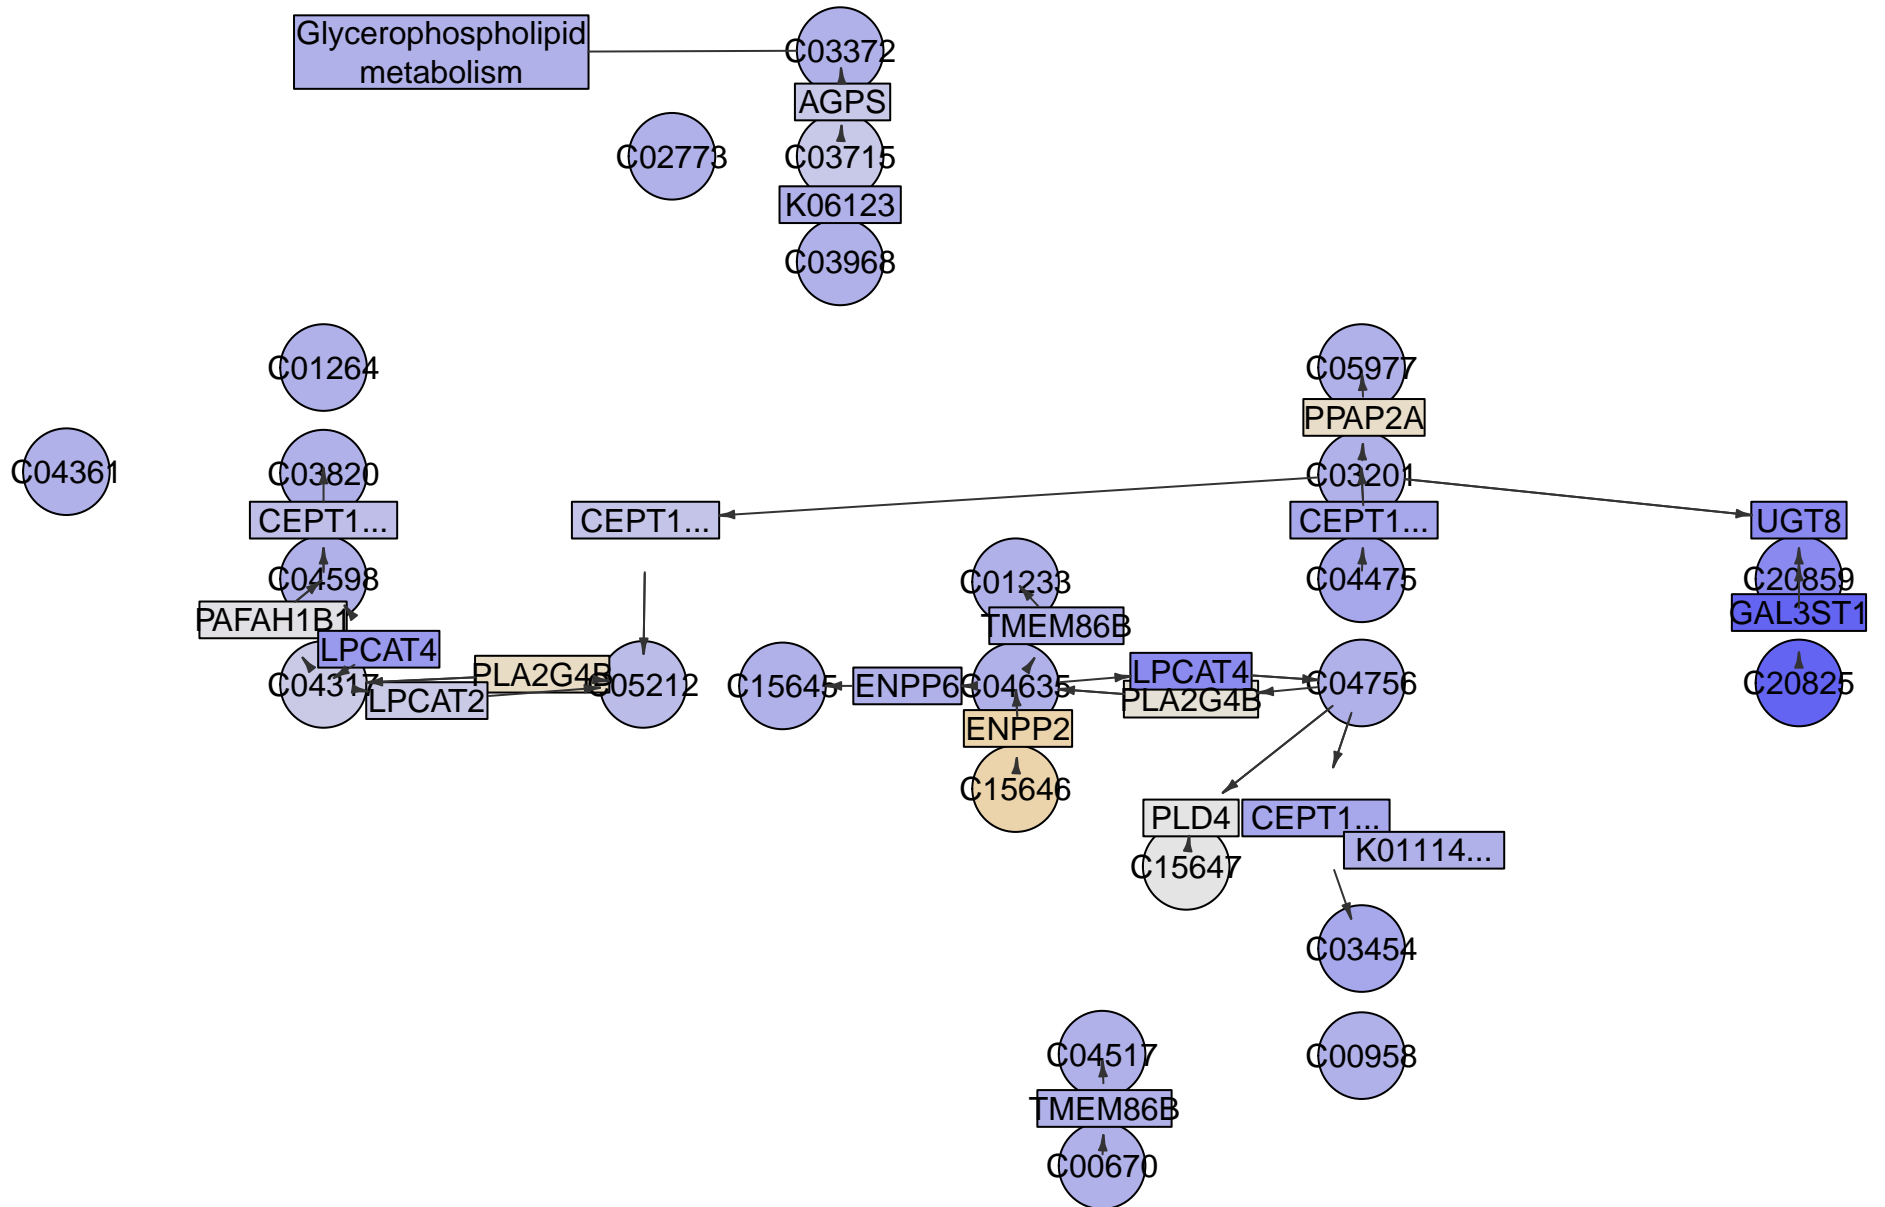 Glycerophospholipid
metabolism
C03372
AGPS
C02773
C03715
K06123
C03968
C01264
C05977
PPAP2A
C04361
C03820
C03201
CEPT1...
CEPT1...
CEPT1...
UGT8
C04598
C01233
C04475
C20859
PAFAH1B1
TMEM86B
GAL3ST1
LPCAT4
C04317
PLA2G4B
LPCAT2
C05212
C15645
ENPP6
C04635
LPCAT4
PLA2G4B
C04756
C20825
ENPP2
C15646
PLD4
CEPT1...
K01114...
C15647
C03454
C04517
C00958
TMEM86B
C00670